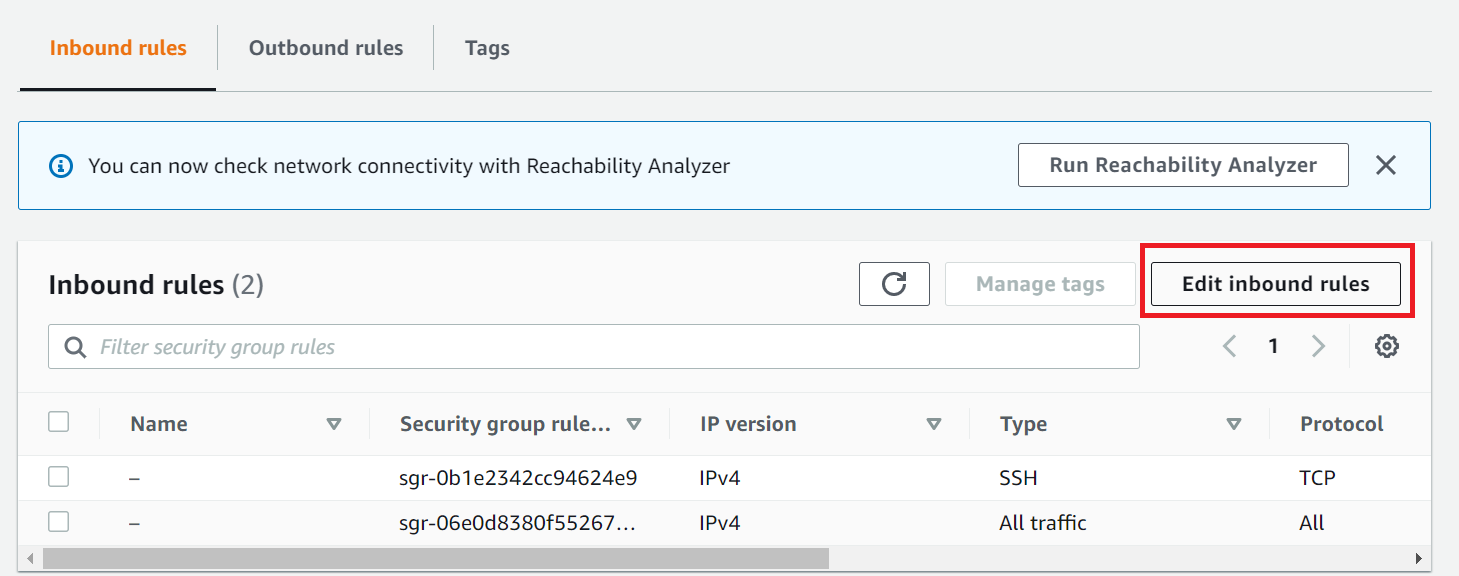 Inbound rules Outbound rules Tags
You can now check network connectivity with Reachability Analyzer Run Reachability Analyzer
Inbound rules (2) Manage tags Edit inbound rules
Filter security group rules 1
Name Security group rule... IP version Type Protocol
– sgr-0b1e2342cc94624e9 IPv4 SSH TCP
– sgr-06e0d8380f55267... IPv4 All traffic All